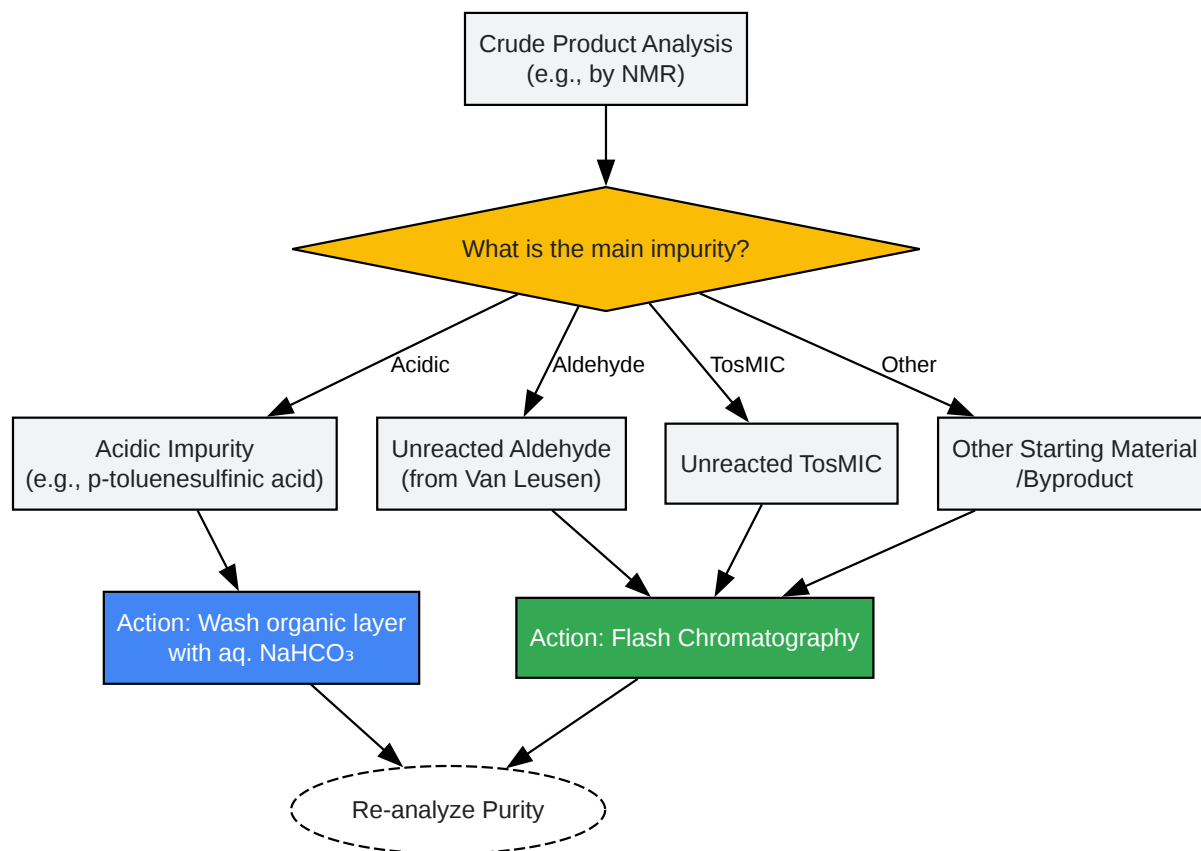 Crude Product Analysis
(e.g., by NMR)
What is the main impurity?
Acidic
Aldehyde
TosMIC
Other
Acidic Impurity
(e.g., p-toluenesulfinic acid)
Unreacted Aldehyde
(from Van Leusen)
Unreacted TosMIC
Other Starting Material
/Byproduct
Action: Wash organic layer
with aq. NaHCO₃
Action: Flash Chromatography
Re-analyze Purity